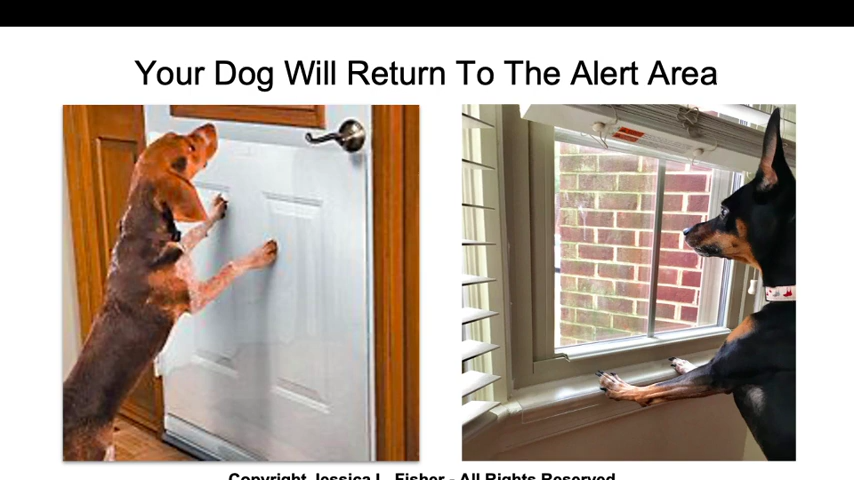 Your Dog Will Return To The Alert Area
Copyright Jessica L. Fisher - All Rights Reserved